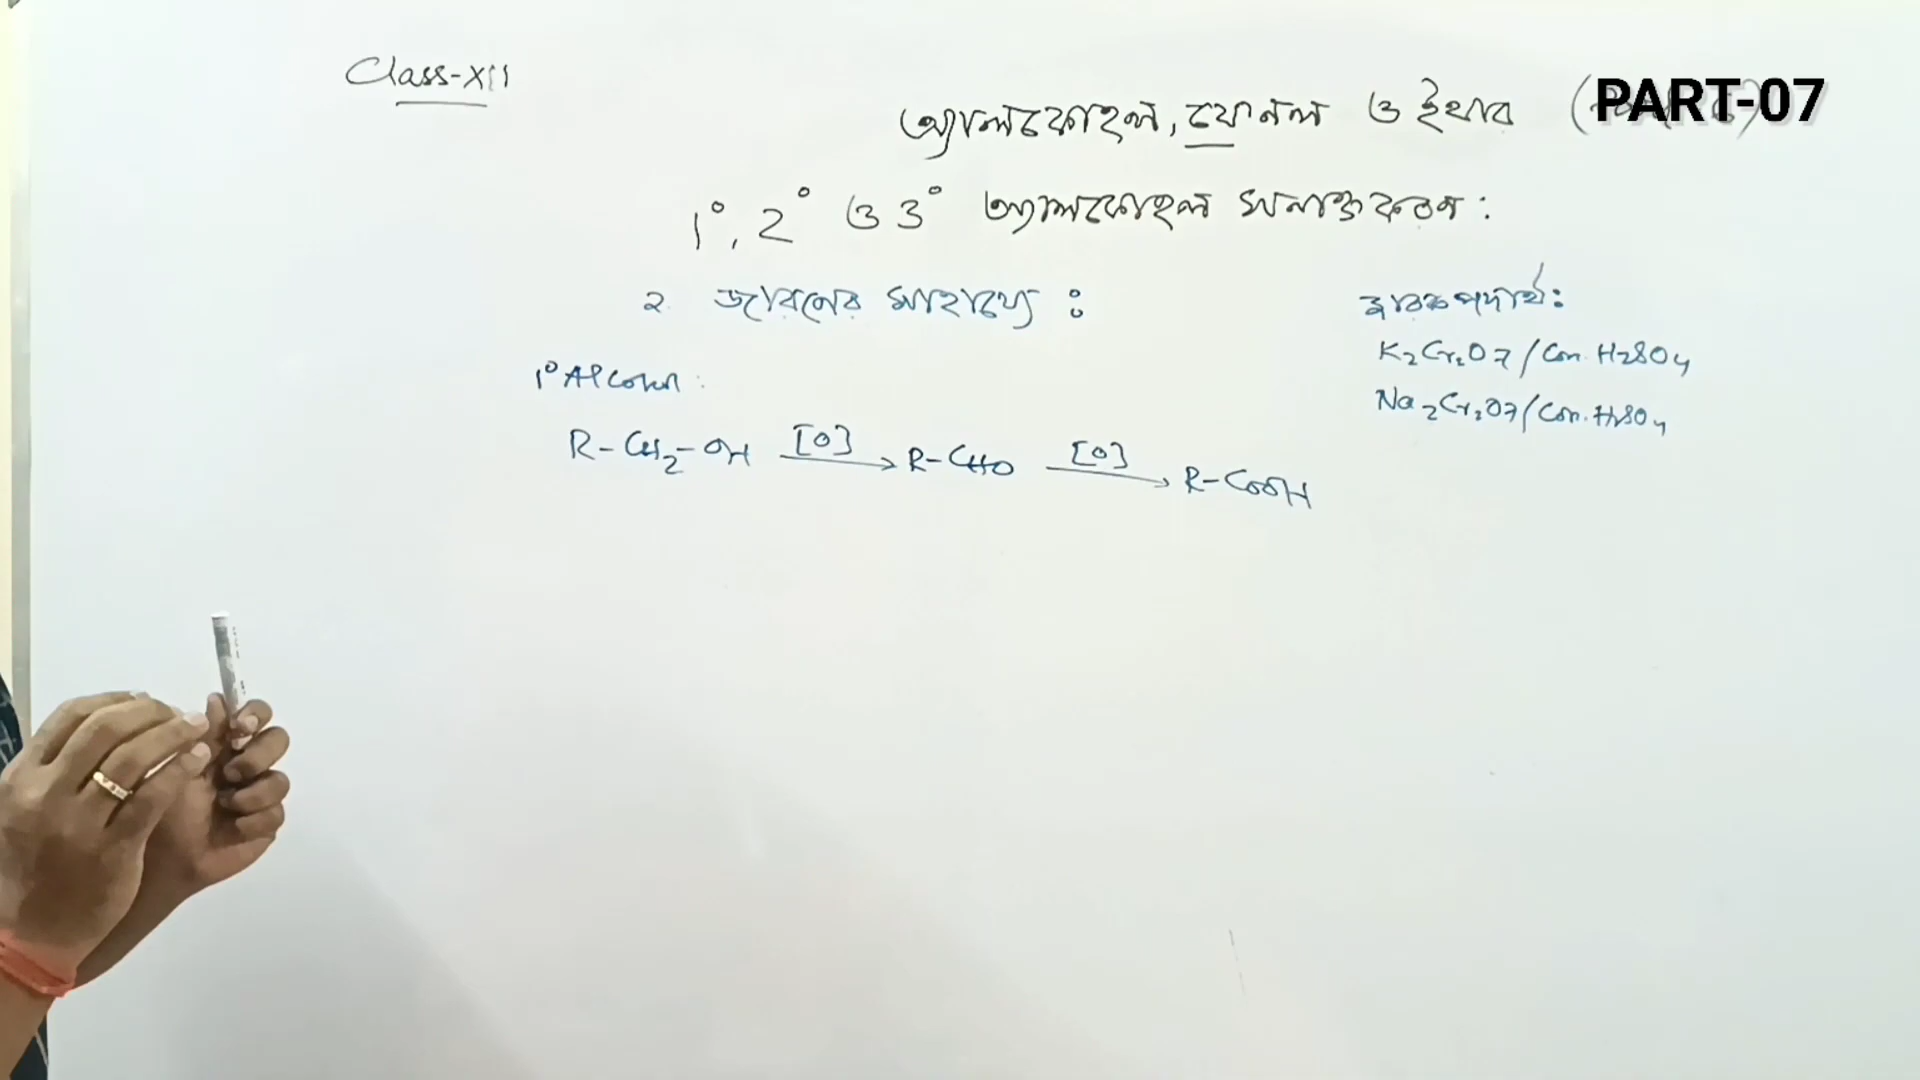 Class-XII
অ্যালকোহল, ফেনল ও ইথার ( PART-07
1°, 2° ও 3° অ্যালকোহল সনাক্তকরণ :
২. জারনের সাহায্যে :
জারকপদার্থ:
K2Cr2O7/Con. H2SO4
Na2Cr2O7/Con. H2SO4
1° Alcohol :
R-CH2-OH [O] → R-CHO [O] → R-COOH